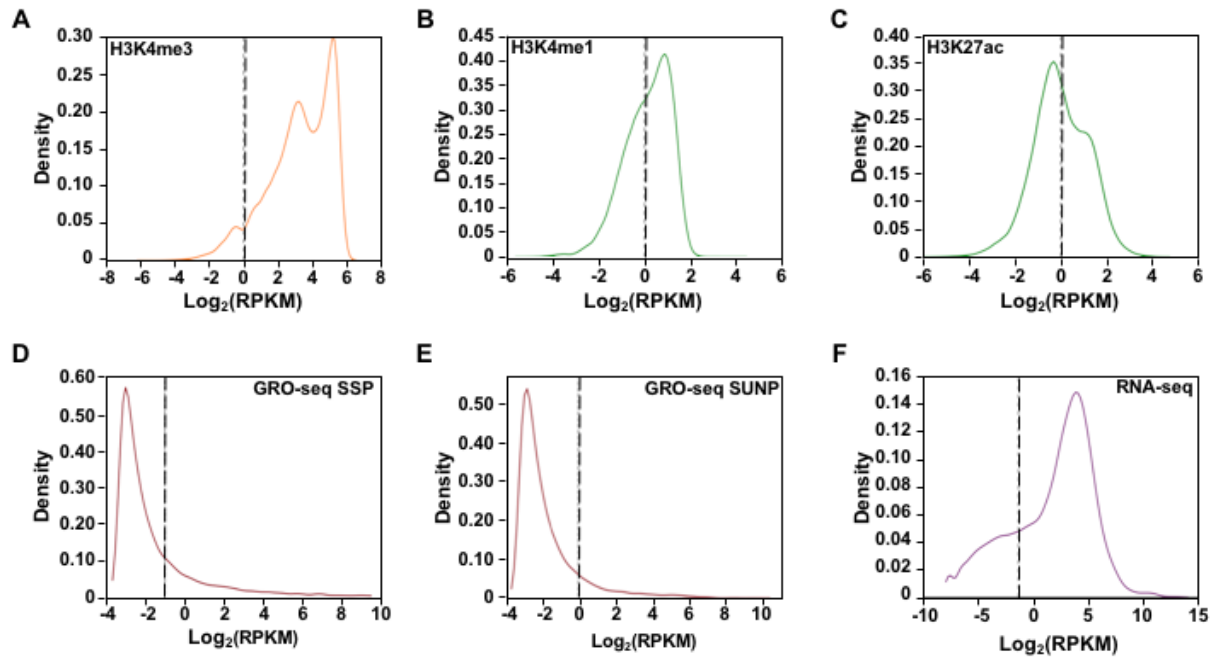 A
H3K4me3
0.30
0.25
0.20
0.15
0.10
0.05
0
Density
-8 -6 -4 -2 0 2 4 6 8
Log₂(RPKM)
B
H3K4me1
0.45
0.40
0.35
0.30
0.25
0.20
0.15
0.10
0.05
0
Density
-6 -4 -2 0 2 4 6
Log₂(RPKM)
C
H3K27ac
0.40
0.35
0.30
0.25
0.20
0.15
0.10
0.05
0
Density
-6 -4 -2 0 2 4 6
Log₂(RPKM)
D
GRO-seq SSP
0.60
0.50
0.40
0.30
0.20
0.10
0
Density
-4 -2 0 2 4 6 8 10
Log₂(RPKM)
E
GRO-seq SUNP
0.50
0.40
0.30
0.20
0.10
0
Density
-4 -2 0 2 4 6 8 10
Log₂(RPKM)
F
RNA-seq
0.16
0.14
0.12
0.10
0.08
0.06
0.04
0.02
0
Density
-10 -5 0 5 10 15
Log₂(RPKM)